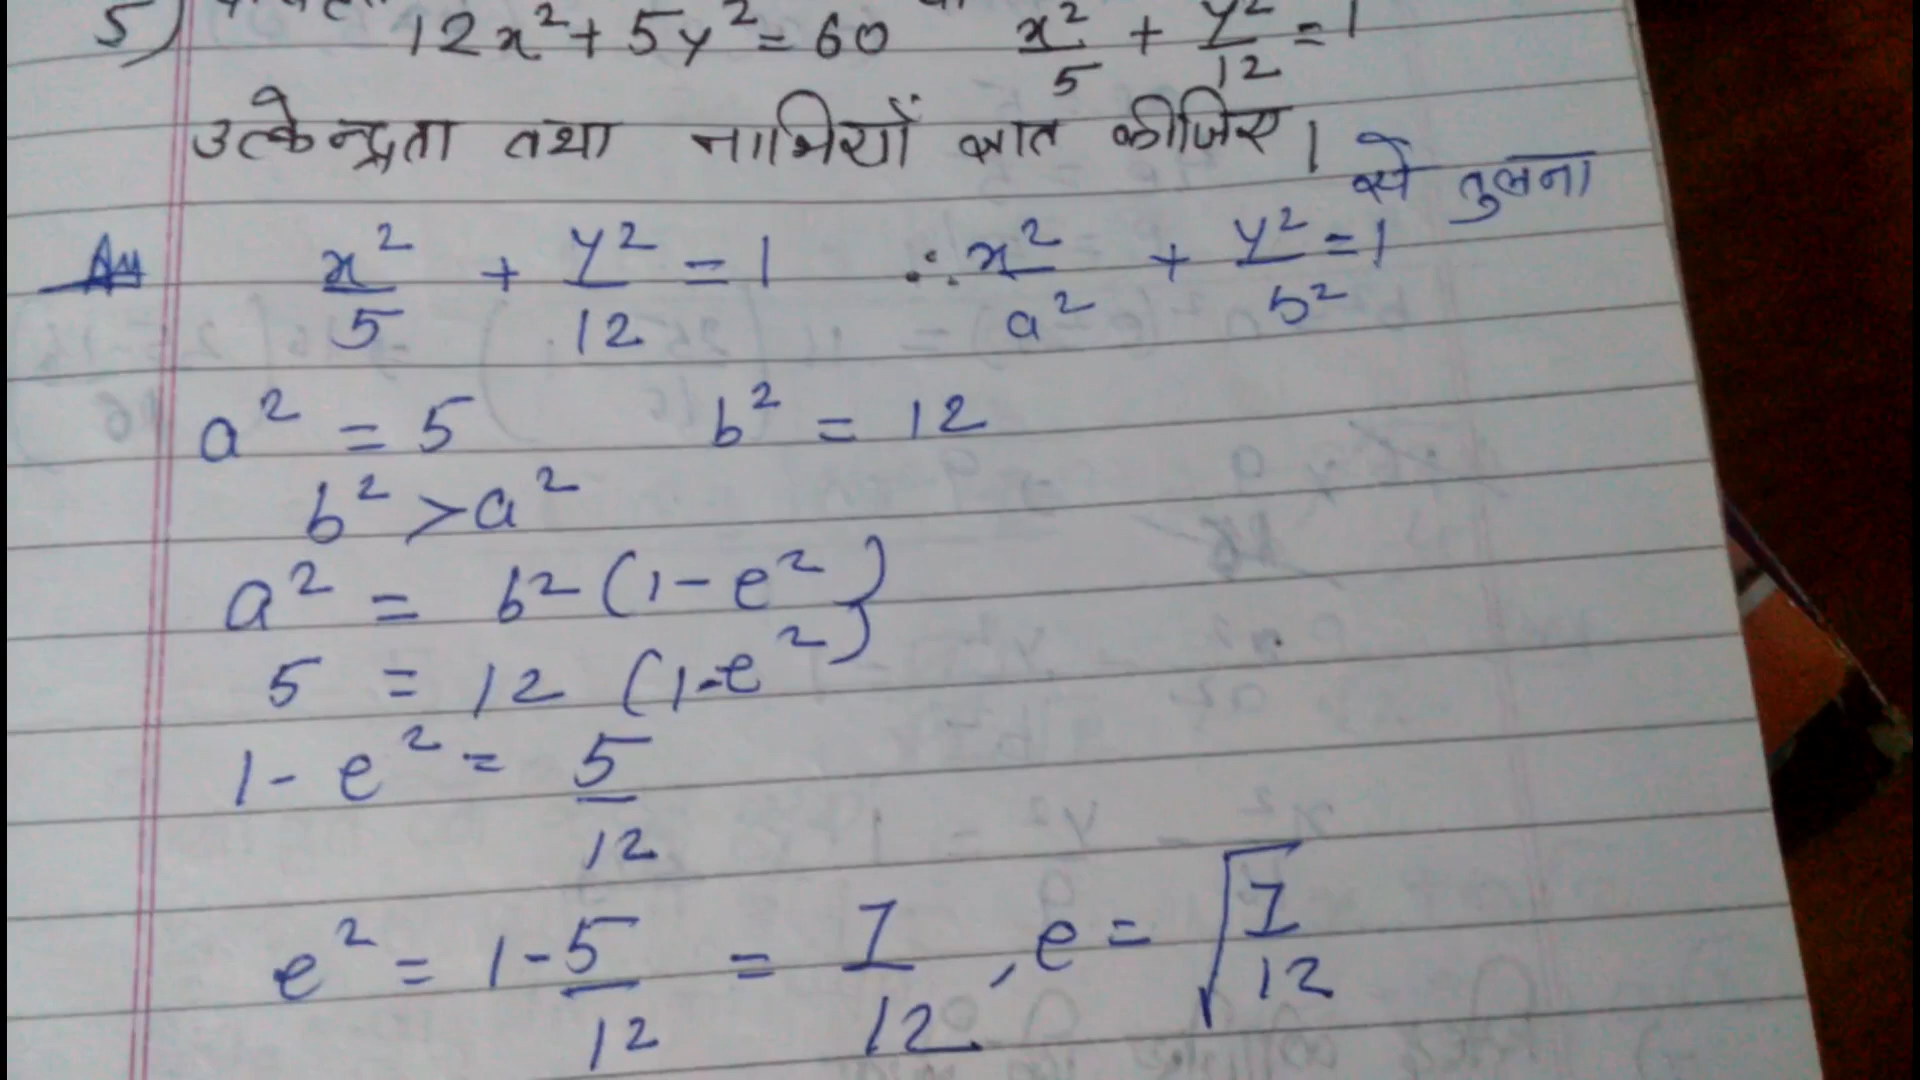 5) 12x²+ 5y²= 60 x²/5 + y²/12 = 1
उत्केन्द्रता तथा नाभियों ज्ञात कीजिए।
से तुलना
Ans x²/5 + y²/12 = 1 ∴ x²/a² + y²/b² = 1
a² = 5 b² = 12
b² > a²
a² = b² (1 - e²)
5 = 12 (1-e²)
1 - e² = 5/12
e² = 1 - 5/12 = 7/12, e = √7/12